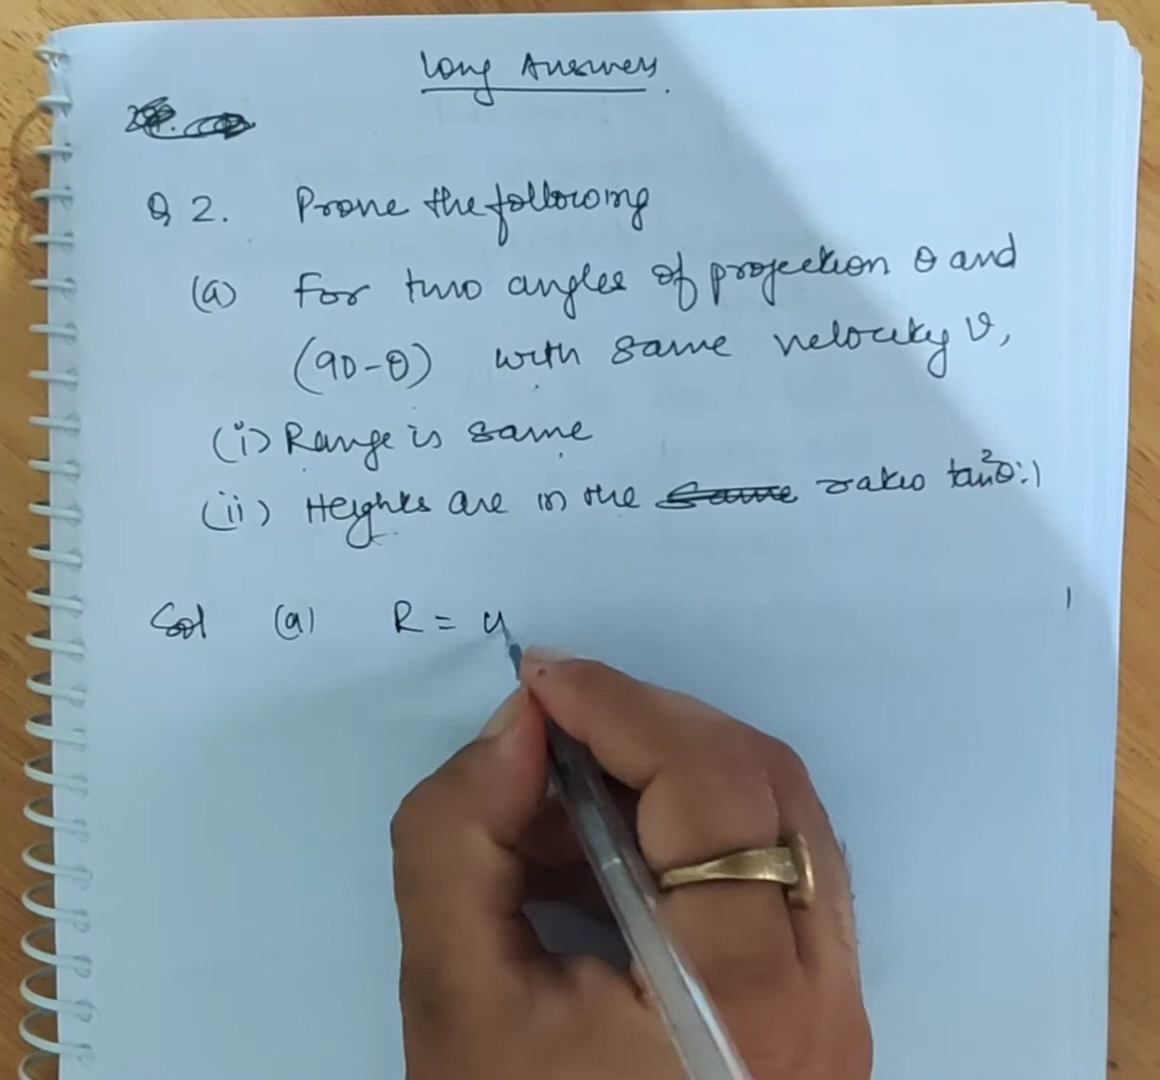 Long Answers.
Q 2. Prove the following
(a) For two angles of projection θ and
(90-θ) with same velocity v,
(i) Range is same
(ii) Heights are in the same ratio tan²θ:1
Sol (a) R = u